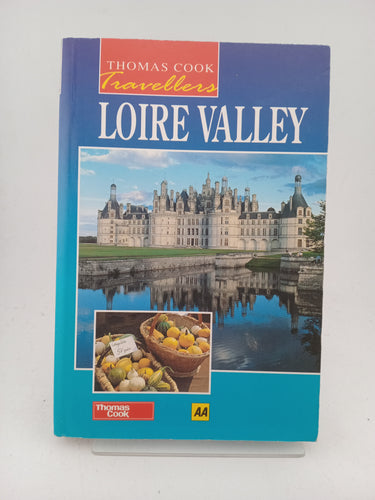 THOMAS COOK
Travellers
LOIRE VALLEY
Thomas
Cook
AA